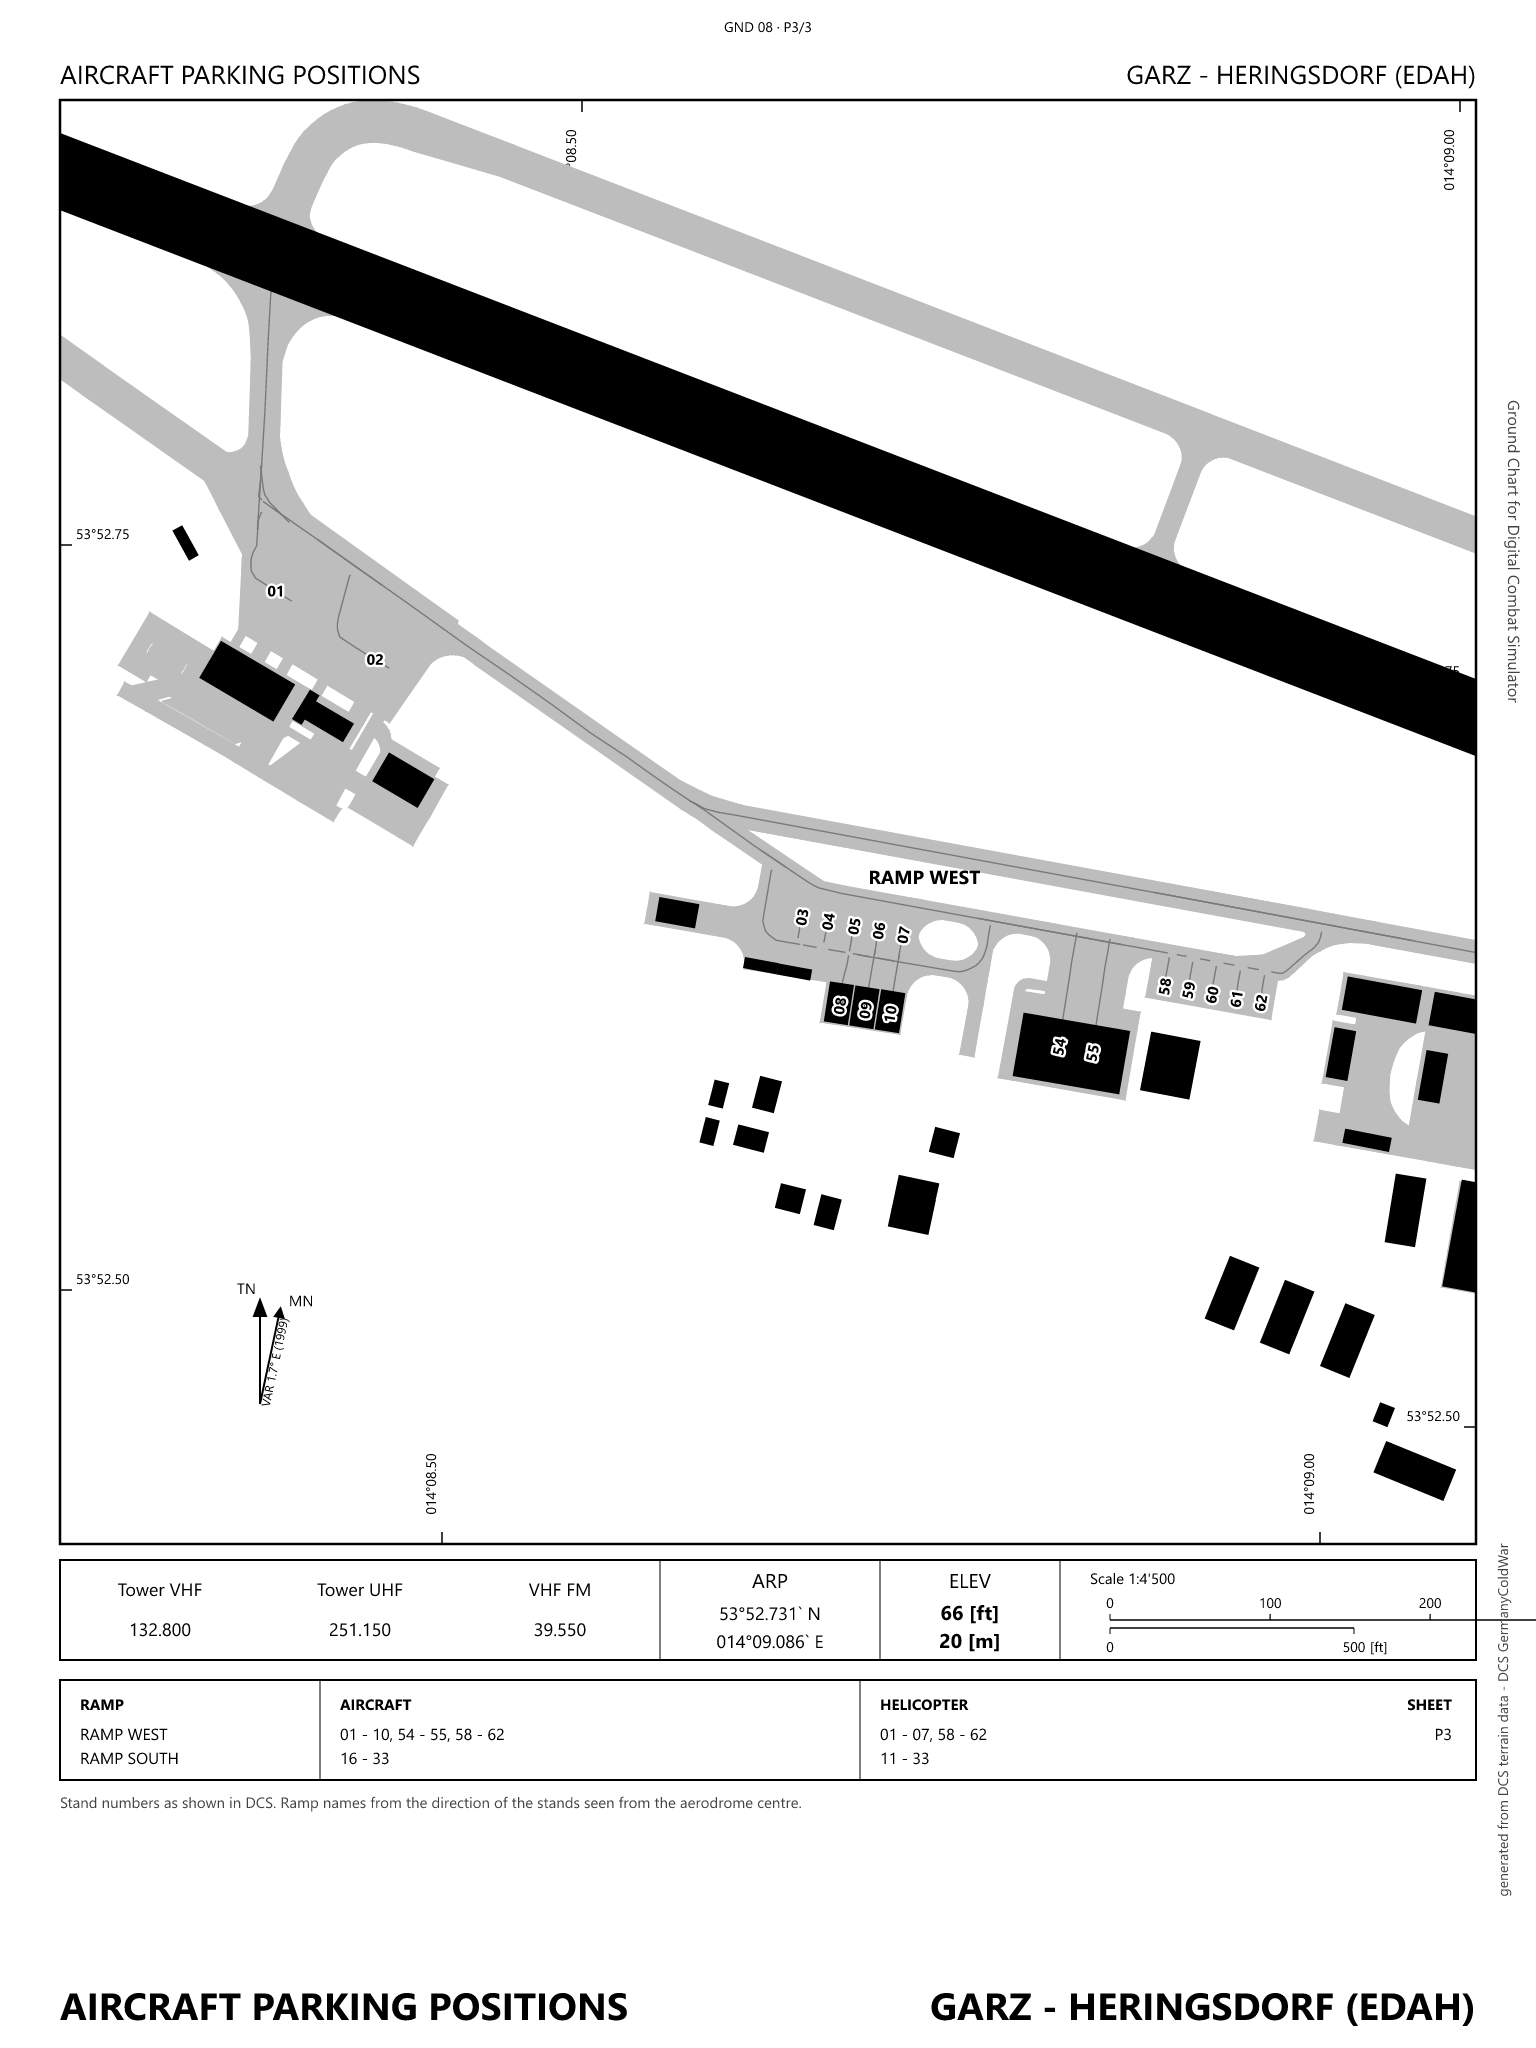 GND 08 · P3/3
AIRCRAFT PARKING POSITIONS
GARZ - HERINGSDORF (EDAH)
°08.50
014°09.00
Ground Chart for Digital Combat Simulator
53°52.75
01
02
75
RAMP WEST
03
04
05
06
07
08
09
10
54
55
58
59
60
61
62
53°52.50
TN
MN
VAR 1.7° E (1999)
53°52.50
014°08.50
014°09.00
Tower VHF
132.800
Tower UHF
251.150
VHF FM
39.550
ARP
53°52.731` N
014°09.086` E
ELEV
66 [ft]
20 [m]
Scale 1:4'500
0 100 200
0 500 [ft]
generated from DCS terrain data - DCS GermanyColdWar
RAMP AIRCRAFT HELICOPTER SHEET
RAMP WEST 01 - 10, 54 - 55, 58 - 62 01 - 07, 58 - 62 P3
RAMP SOUTH 16 - 33 11 - 33
Stand numbers as shown in DCS. Ramp names from the direction of the stands seen from the aerodrome centre.
AIRCRAFT PARKING POSITIONS
GARZ - HERINGSDORF (EDAH)